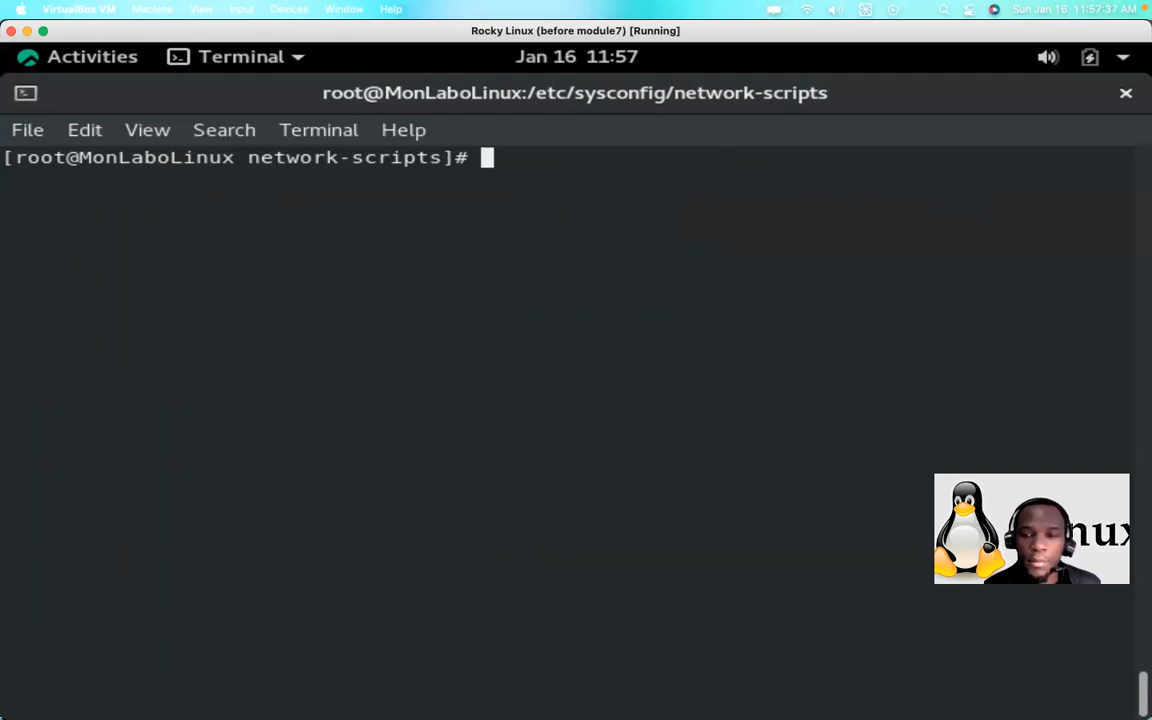 VirtualBox VM Machine View Input Devices Window Help Sun Jan 16 11:57:37 AM
Rocky Linux (before module7) [Running]
Activities Terminal Jan 16 11:57
root@MonLaboLinux:/etc/sysconfig/network-scripts
File Edit View Search Terminal Help
[root@MonLaboLinux network-scripts]#